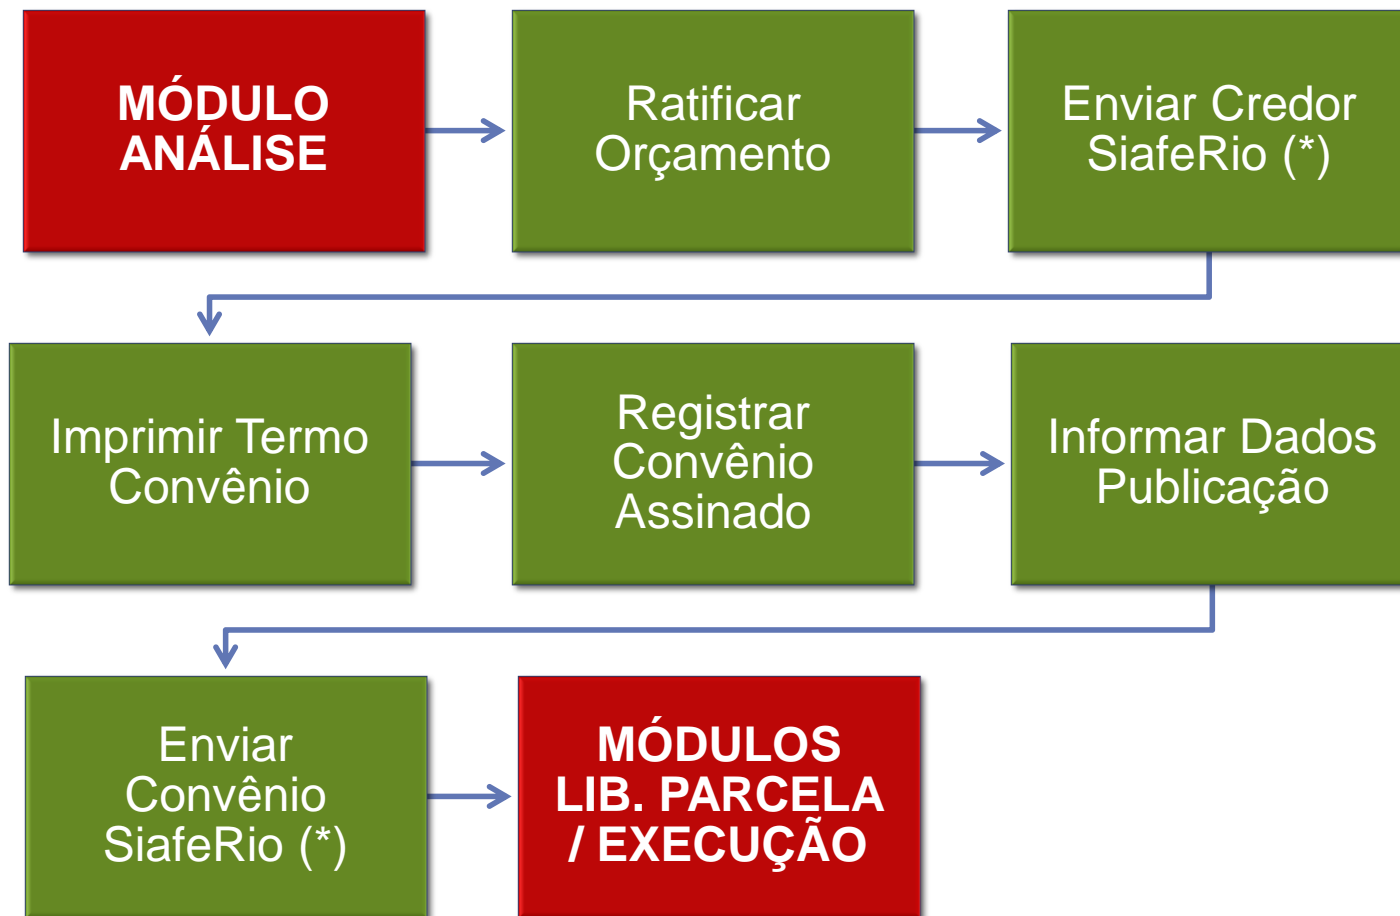 MÓDULO
ANÁLISE
Ratificar
Orçamento
Enviar Credor
SiafeRio (*)
Imprimir Termo
Convênio
Registrar
Convênio
Assinado
Informar Dados
Publicação
Enviar
Convênio
SiafeRio (*)
MÓDULOS
LIB. PARCELA
/ EXECUÇÃO